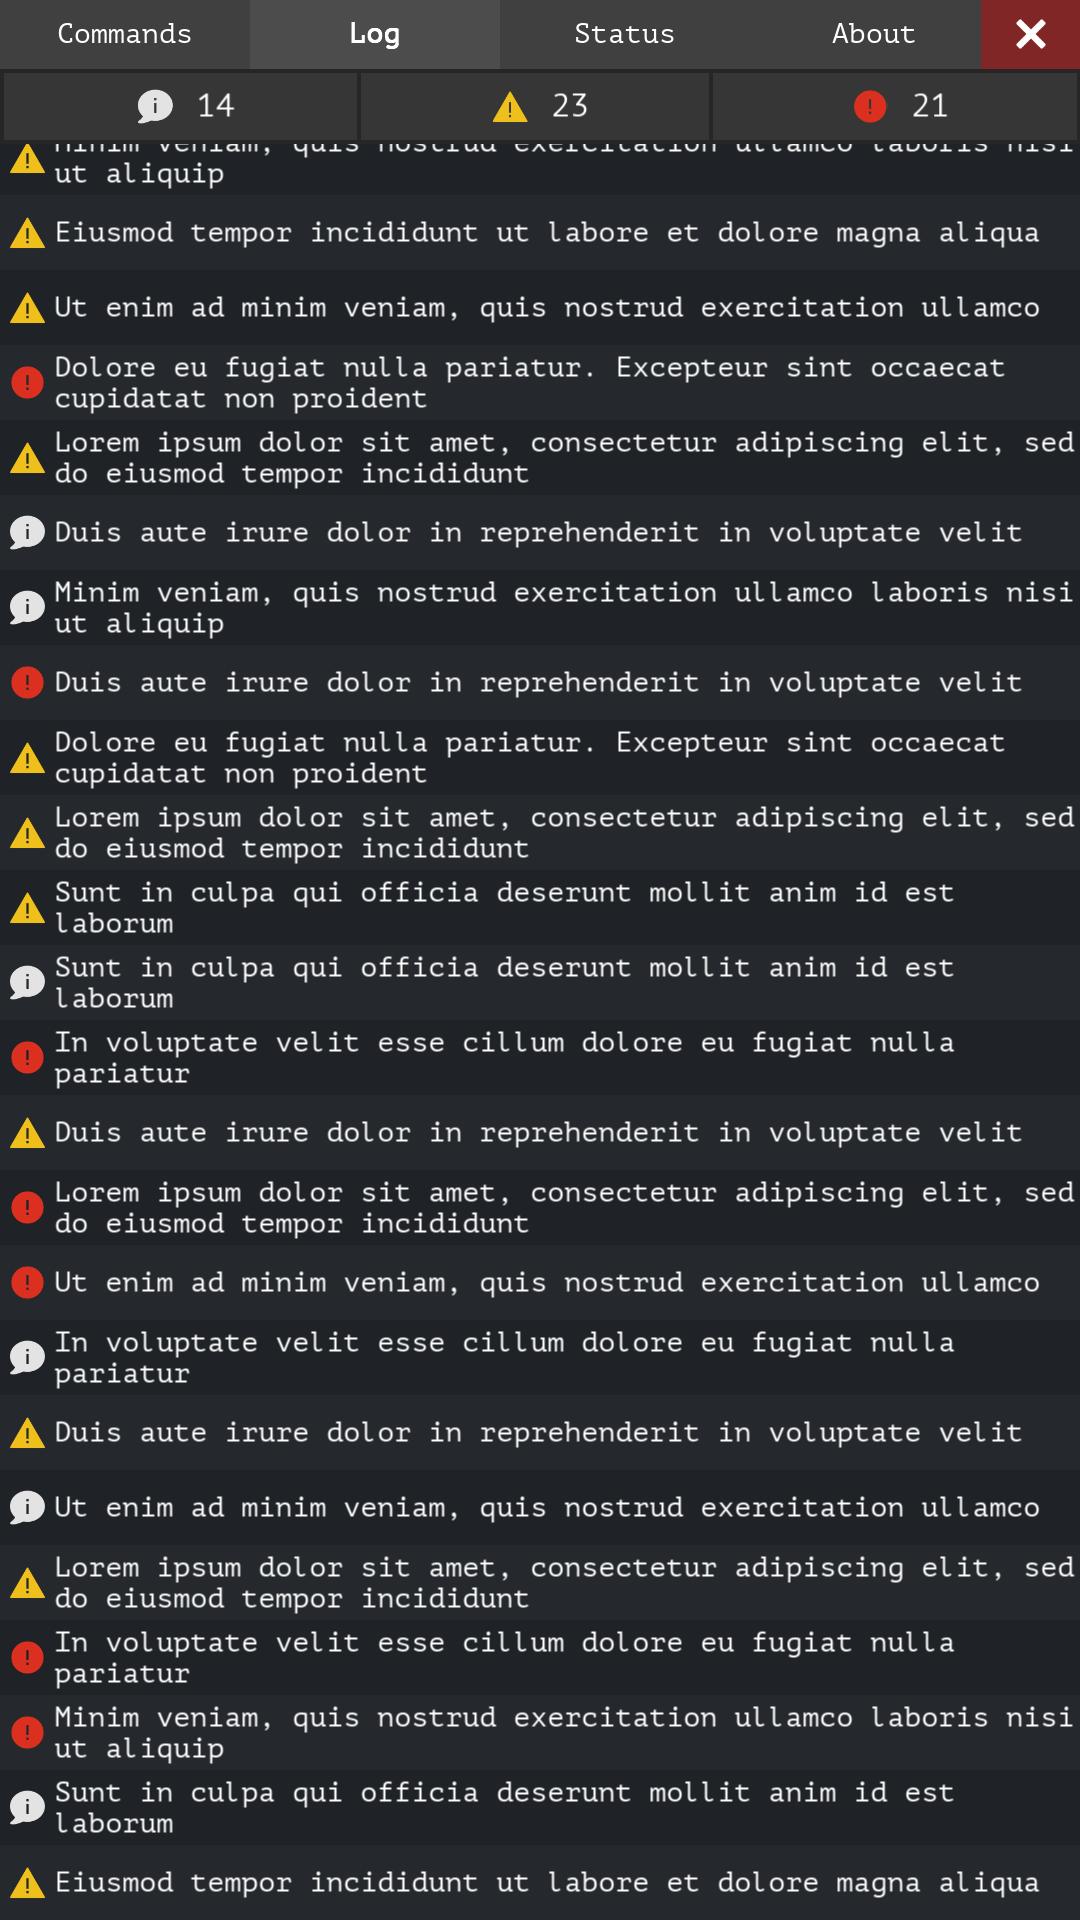 Commands Log Status About
14 23 21
Minim veniam, quis nostrud exercitation ullamco laboris nisi
ut aliquip
Eiusmod tempor incididunt ut labore et dolore magna aliqua
Ut enim ad minim veniam, quis nostrud exercitation ullamco
Dolore eu fugiat nulla pariatur. Excepteur sint occaecat
cupidatat non proident
Lorem ipsum dolor sit amet, consectetur adipiscing elit, sed
do eiusmod tempor incididunt
Duis aute irure dolor in reprehenderit in voluptate velit
Minim veniam, quis nostrud exercitation ullamco laboris nisi
ut aliquip
Duis aute irure dolor in reprehenderit in voluptate velit
Dolore eu fugiat nulla pariatur. Excepteur sint occaecat
cupidatat non proident
Lorem ipsum dolor sit amet, consectetur adipiscing elit, sed
do eiusmod tempor incididunt
Sunt in culpa qui officia deserunt mollit anim id est
laborum
Sunt in culpa qui officia deserunt mollit anim id est
laborum
In voluptate velit esse cillum dolore eu fugiat nulla
pariatur
Duis aute irure dolor in reprehenderit in voluptate velit
Lorem ipsum dolor sit amet, consectetur adipiscing elit, sed
do eiusmod tempor incididunt
Ut enim ad minim veniam, quis nostrud exercitation ullamco
In voluptate velit esse cillum dolore eu fugiat nulla
pariatur
Duis aute irure dolor in reprehenderit in voluptate velit
Ut enim ad minim veniam, quis nostrud exercitation ullamco
Lorem ipsum dolor sit amet, consectetur adipiscing elit, sed
do eiusmod tempor incididunt
In voluptate velit esse cillum dolore eu fugiat nulla
pariatur
Minim veniam, quis nostrud exercitation ullamco laboris nisi
ut aliquip
Sunt in culpa qui officia deserunt mollit anim id est
laborum
Eiusmod tempor incididunt ut labore et dolore magna aliqua